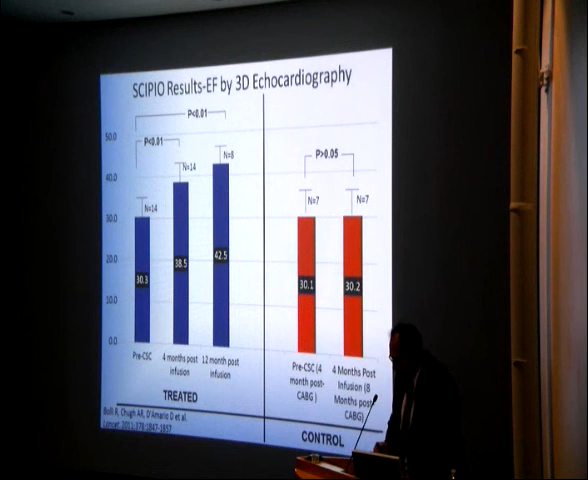 SCIPIO Results-EF by 3D Echocardiography
P<0.01
P<0.01
P>0.05
50.0
40.0
30.0
20.0
10.0
0.0
N=14
N=14
N=8
N=7
N=7
30.3
38.5
42.5
30.1
30.2
Pre-CSC
4 months post
infusion
12 month post
infusion
Pre-CSC (4
month post-
CABG )
4 Months Post
Infusion (8
Months post
CABG)
TREATED
CONTROL
Bolli R, Chugh AR, D'Amario D et al.
Lancet. 2011;378:1847-1857